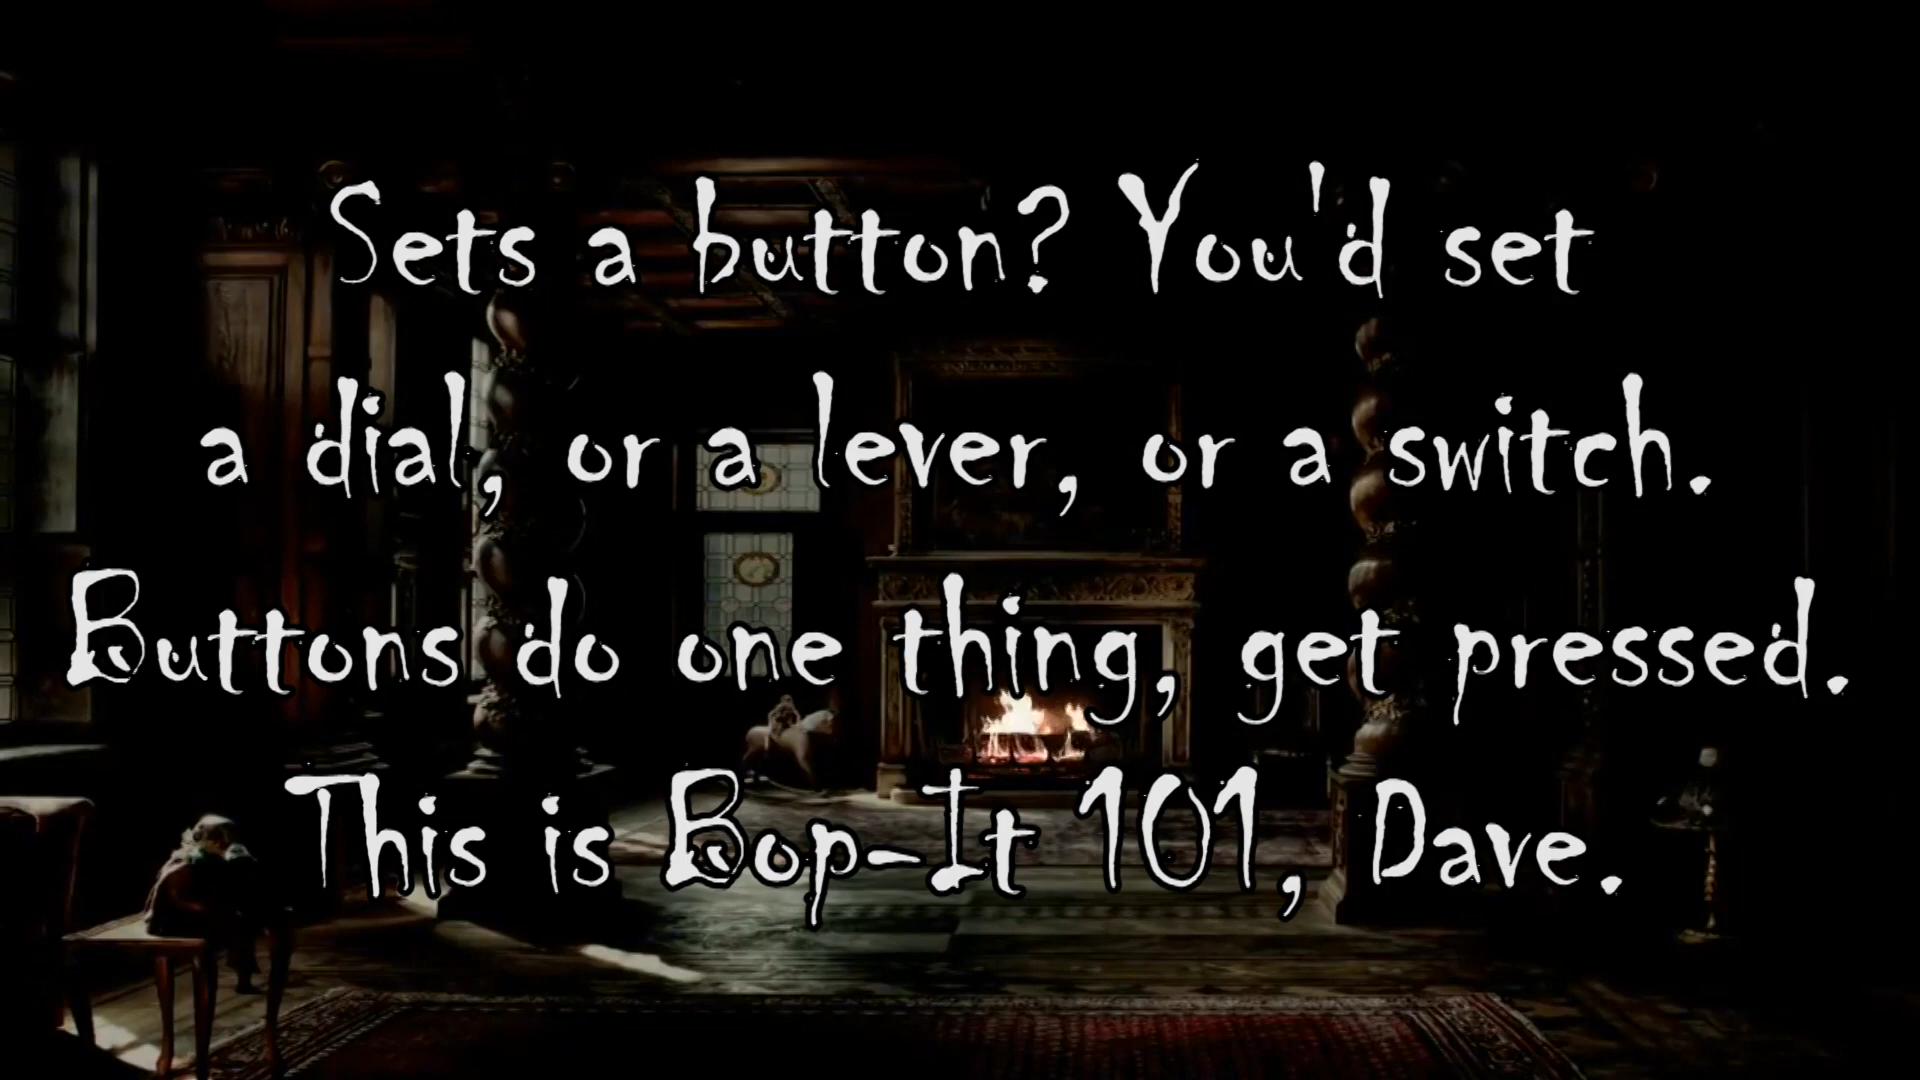 Sets a button? You'd set
a dial, or a lever, or a switch.
Buttons do one thing, get pressed.
This is Bop-It 101, Dave.